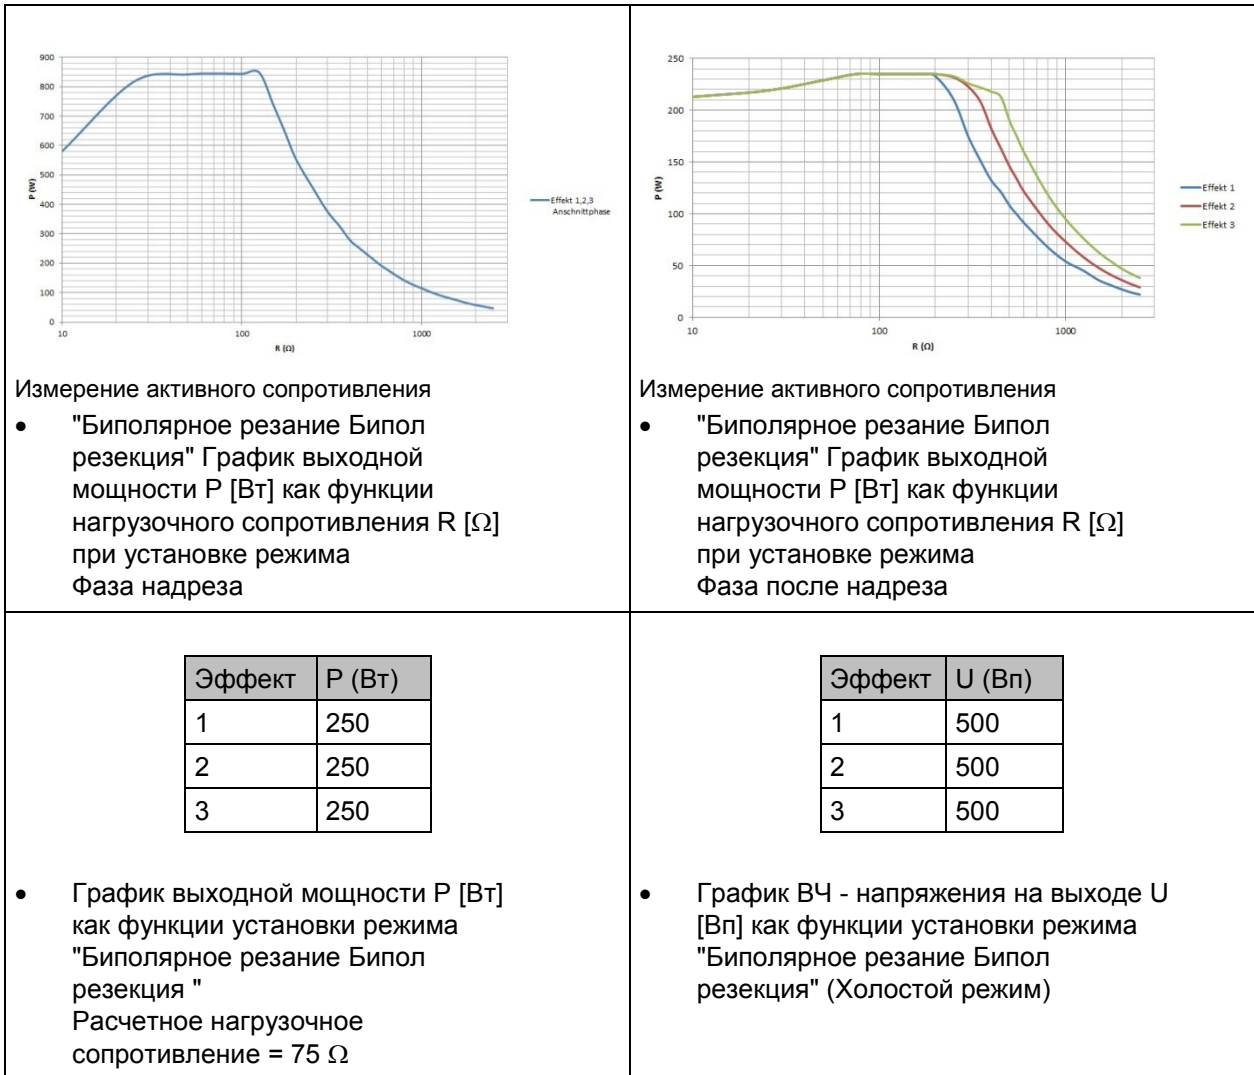 900
800
700
600
500
400
300
200
100
0
10
100
1000
P (W)
R (Ω)
Effekt 1,2,3
Anschnittphase
250
200
150
100
50
0
10
100
1000
P (W)
R (Ω)
Effekt 1
Effekt 2
Effekt 3
Измерение активного сопротивления
• "Биполярное резание Бипол
резекция" График выходной
мощности P [Вт] как функции
нагрузочного сопротивления R [Ω]
при установке режима
Фаза надреза
Измерение активного сопротивления
• "Биполярное резание Бипол
резекция" График выходной
мощности P [Вт] как функции
нагрузочного сопротивления R [Ω]
при установке режима
Фаза после надреза
Эффект P (Вт)
1 250
2 250
3 250
• График выходной мощности P [Вт]
как функции установки режима
"Биполярное резание Бипол
резекция "
Расчетное нагрузочное
сопротивление = 75 Ω
Эффект U (Вп)
1 500
2 500
3 500
• График ВЧ - напряжения на выходе U
[Вп] как функции установки режима
"Биполярное резание Бипол
резекция" (Холостой режим)